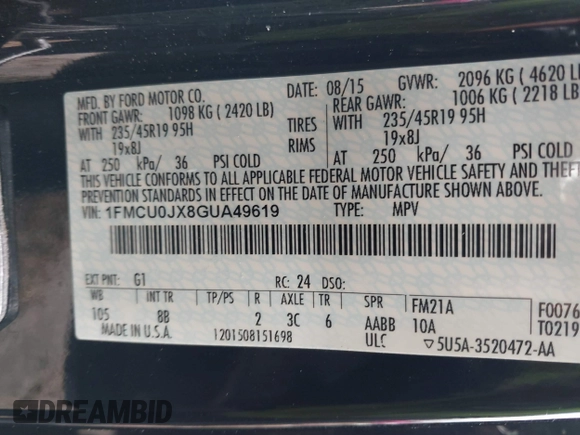 MFD. BY FORD MOTOR CO.
DATE: 08/15 GVWR: 2096 KG ( 4620 LB
FRONT GAWR: 1098 KG ( 2420 LB)
REAR GAWR: 1006 KG ( 2218 LB
WITH 235/45R19 95H TIRES WITH 235/45R19 95H
19x8J RIMS 19x8J
AT 250 kPa/ 36 PSI COLD AT 250 kPa/ 36 PSI COLD
THIS VEHICLE CONFORMS TO ALL APPLICABLE FEDERAL MOTOR VEHICLE SAFETY AND THEFT
STANDARDS IN EFFECT ON THE DATE OF MANUFACTURE SHOWN ABOVE.
VIN: 1FMCU0JX8GUA49619 TYPE: MPV
EXT PNT: G1 RC: 24 DSO:
WB INT TR TP/PS R AXLE TR SPR FM21A F0076
105 8B 2 3C 6 AABB 10A T0219
MADE IN U.S.A. 1201508151698 ULC ▽5U5A-3520472-AA
DREAMBID